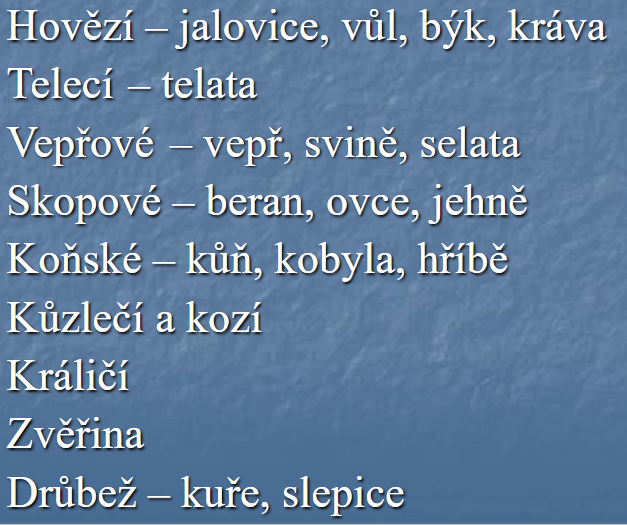 Hovězí – jalovice, vůl, býk, kráva
Telecí – telata
Vepřové – vepř, svině, selata
Skopové – beran, ovce, jehně
Koňské – kůň, kobyla, hříbě
Kůzlečí a kozí
Králičí
Zvěřina
Drůbež – kuře, slepice